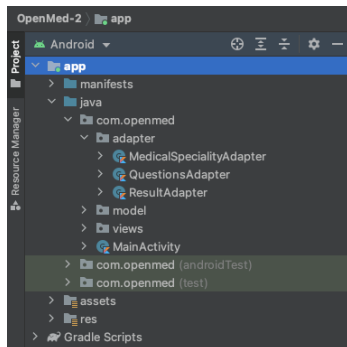 OpenMed-2 › app
Project
Resource Manager
Android
app
manifests
java
com.openmed
adapter
MedicalSpecialityAdapter
QuestionsAdapter
ResultAdapter
model
views
MainActivity
com.openmed (androidTest)
com.openmed (test)
assets
res
Gradle Scripts